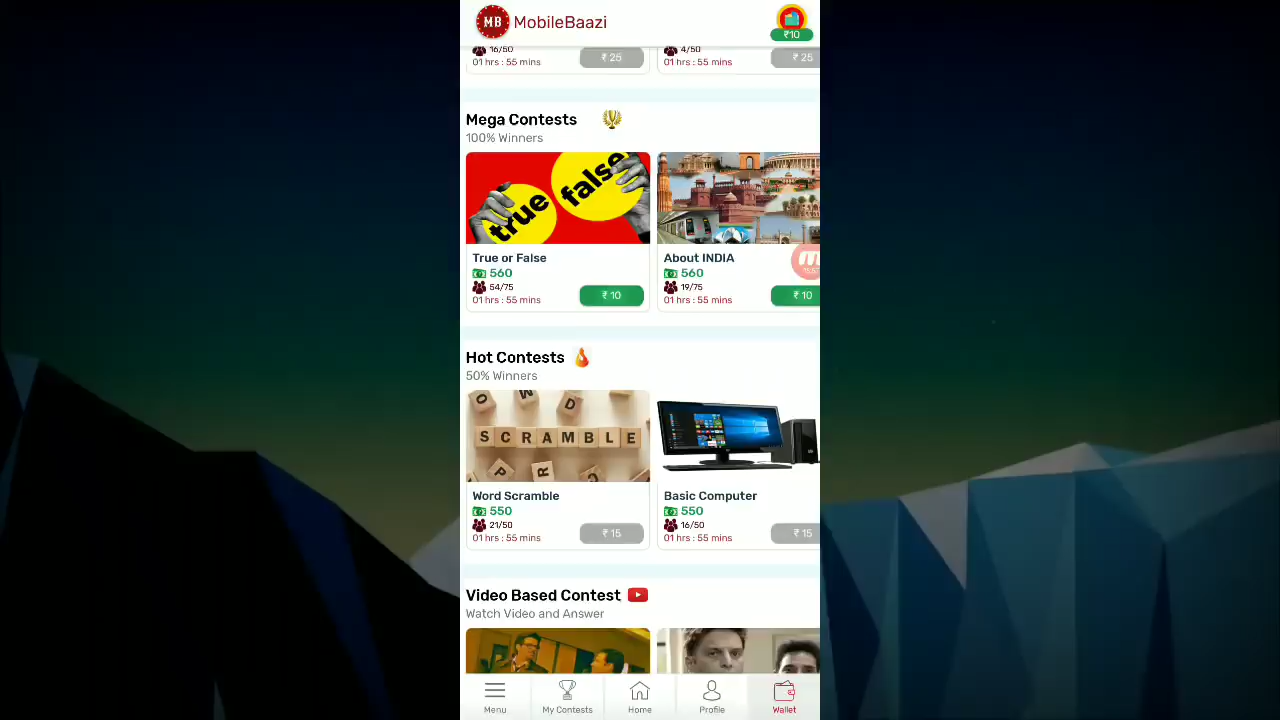 MB MobileBaazi
₹10
16/50
01 hrs : 55 mins
₹ 25
4/50
01 hrs : 55 mins
₹ 25
Mega Contests
100% Winners
true false
True or False
560
54/75
01 hrs : 55 mins
₹ 10
About INDIA
560
19/75
01 hrs : 55 mins
₹ 10
Hot Contests
50% Winners
O W D
SCRAMBLE
P R
Word Scramble
550
21/50
01 hrs : 55 mins
₹ 15
Basic Computer
550
16/50
01 hrs : 55 mins
₹ 15
Video Based Contest
Watch Video and Answer
Menu
My Contests
Home
Profile
Wallet